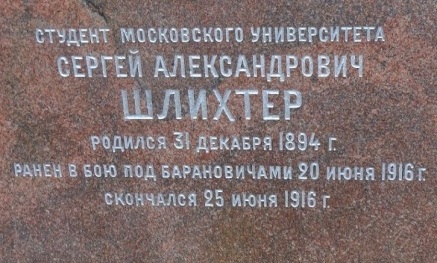 СТУДЕНТ МОСКОВСКОГО УНИВЕРСИТЕТА
СЕРГЕЙ АЛЕКСАНДРОВИЧ
ШЛИХТЕР
РОДИЛСЯ 31 ДЕКАБРЯ 1894 г.
РАНЕН В БОЮ ПОД БАРАНОВИЧАМИ 20 ИЮНЯ 1916 г.
СКОНЧАЛСЯ 25 ИЮНЯ 1916 г.